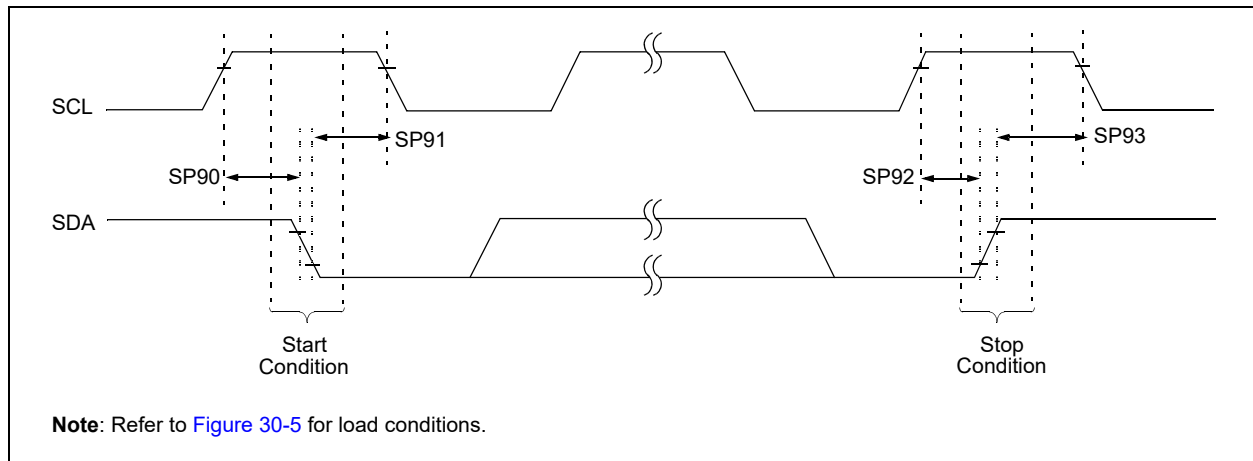 SCL
SP91
SP93
SP90
SP92
SDA
Start
Condition
Stop
Condition
Note: Refer to Figure 30-5 for load conditions.